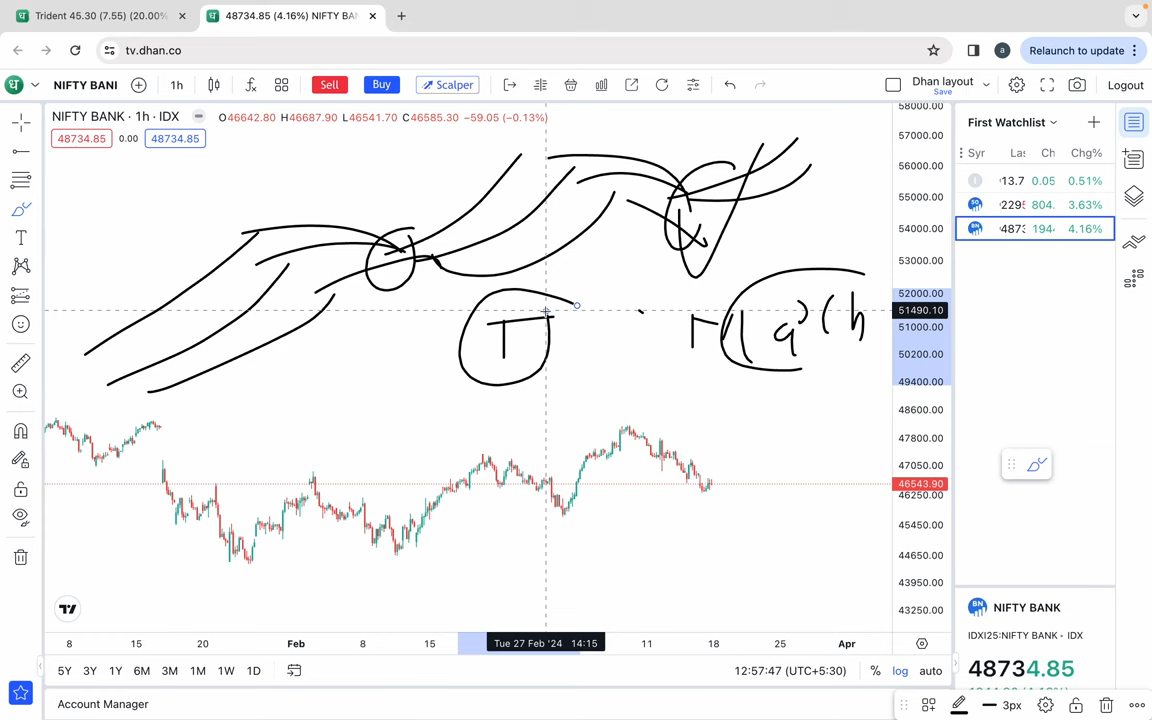 Trident 45.30 (7.55) (20.00%
48734.85 (4.16%) NIFTY BAN
tv.dhan.co
Relaunch to update
NIFTY BANI
1h
Sell
Buy
Scalper
Dhan layout
Save
Logout
NIFTY BANK · 1h · IDX
O46642.80 H46687.90 L46541.70 C46585.30 −59.05 (−0.13%)
48734.85 0.00 48734.85
58000.00
57000.00
56000.00
55000.00
54000.00
53000.00
52000.00
51490.10
51000.00
50200.00
49400.00
48600.00
47800.00
47050.00
46543.90
46250.00
45450.00
44650.00
43950.00
43250.00
T
First Watchlist
Syr Las Ch Chg%
13.7 0.05 0.51%
SO 2295 804. 3.63%
BN 4873 194 4.16%
8 15 20 Feb 8 15 Tue 27 Feb '24 14:15 11 18 25 Apr
5Y 3Y 1Y 6M 3M 1M 1W 1D
12:57:47 (UTC+5:30) % log auto
Account Manager
BN NIFTY BANK
IDXI25:NIFTY BANK • IDX
48734.85
3px